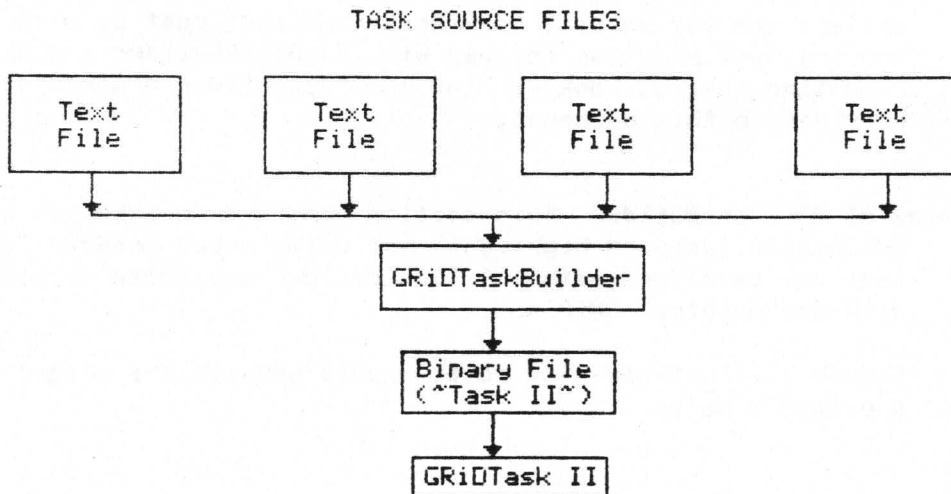 TASK SOURCE FILES
Text File
Text File
Text File
Text File
GRiDTaskBuilder
Binary File
(~Task II~)
GRiDTask II